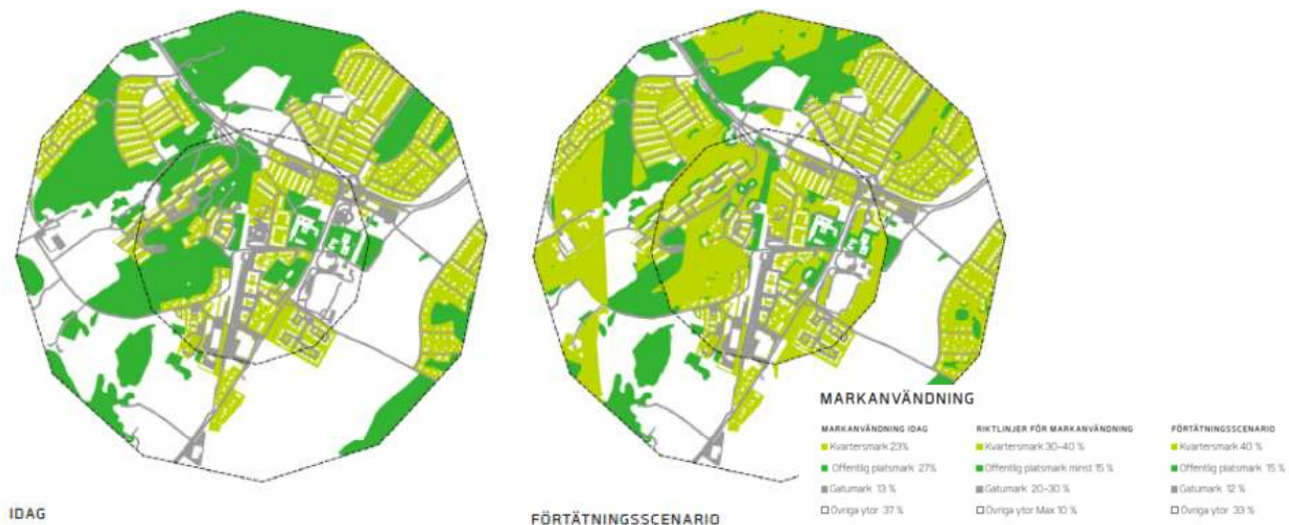 MARKANVÄNDNING
MARKANVÄNDNING IDAG
Kvartersmark 23%
Offentlig platsmark 27%
Gatumark 13 %
Övriga ytor 37 %
RIKTLINJER FÖR MARKANVÄNDNING
Kvartersmark 30-40 %
Offentlig platsmark minst 15 %
Gatumark 20-30 %
Övriga ytor Max 10 %
FÖRTÄTNINGSSCENARIO
Kvartersmark 40 %
Offentlig platsmark 15 %
Gatumark 12 %
Övriga ytor 33 %
IDAG
FÖRTÄTNINGSSCENARIO